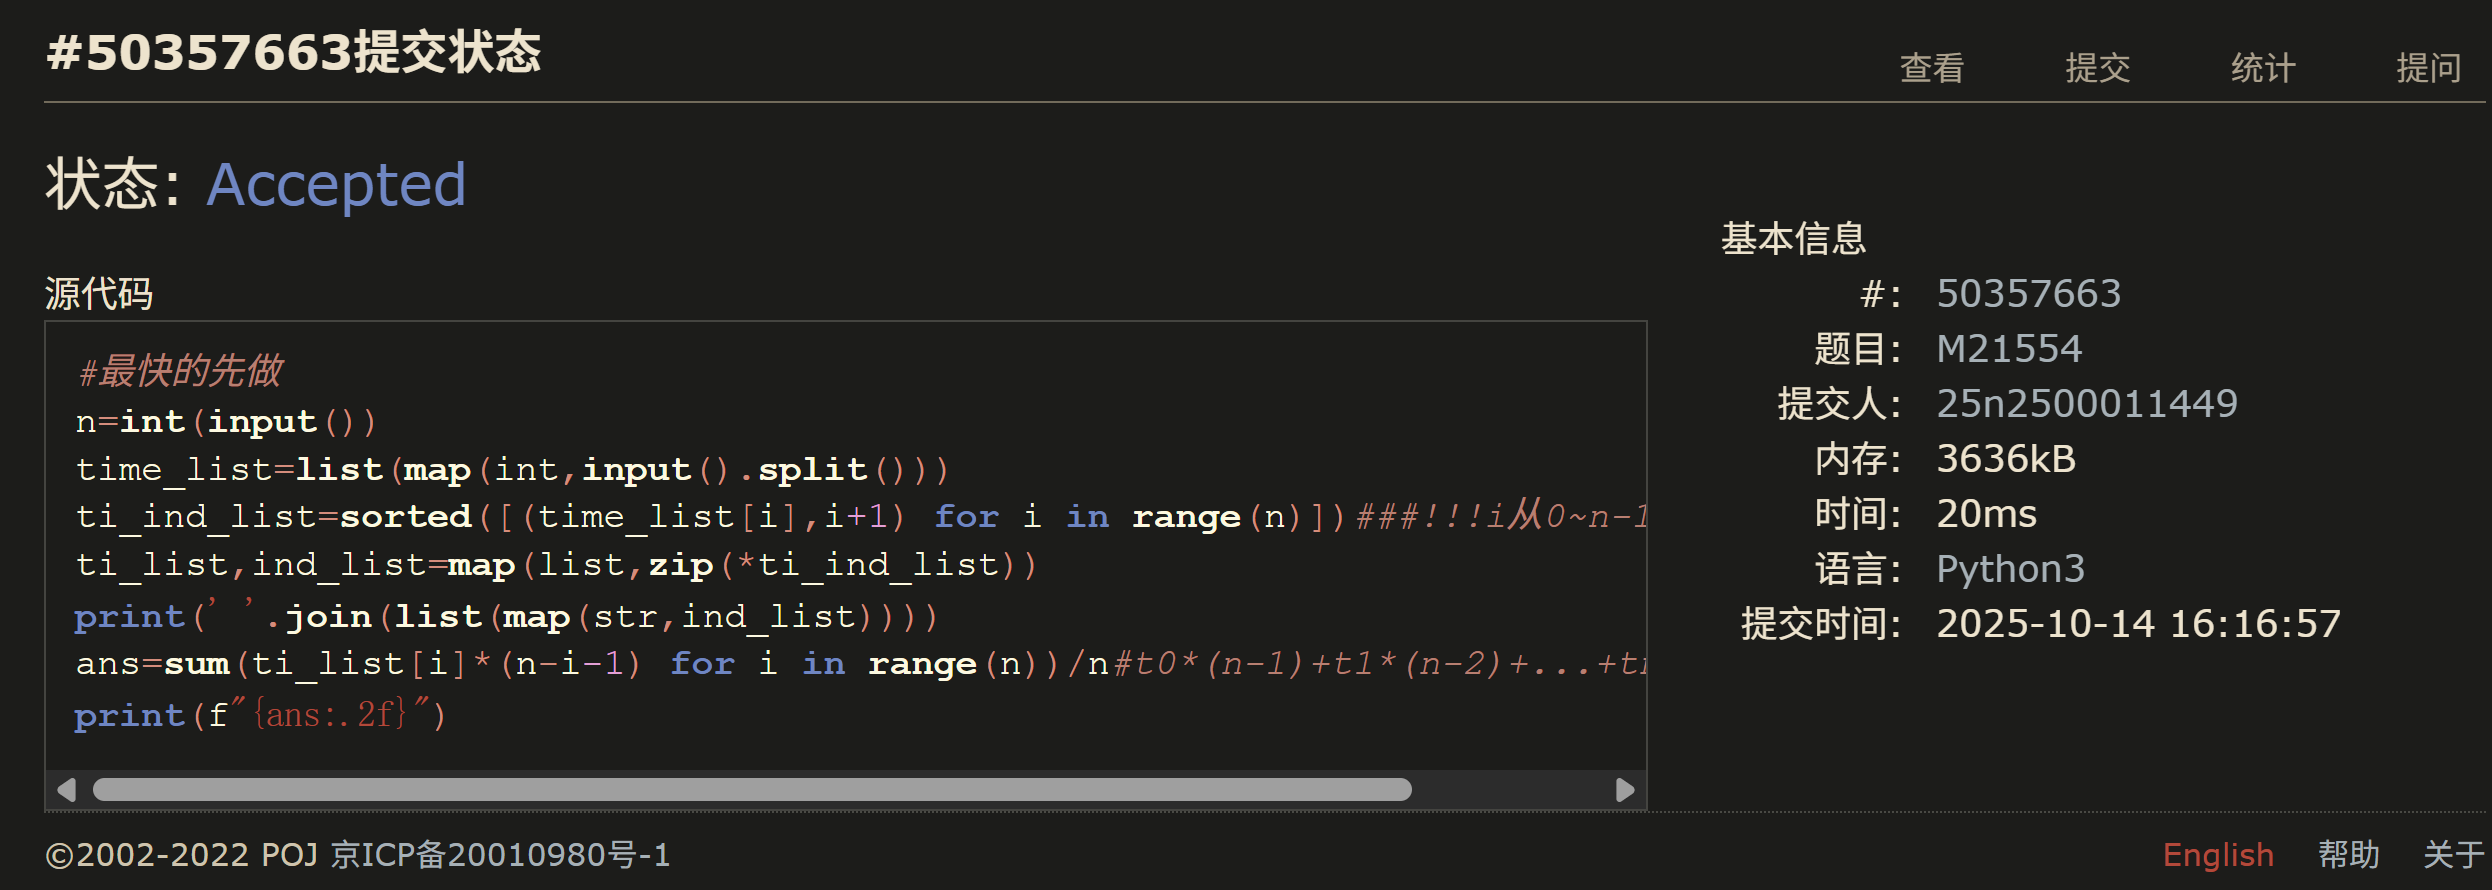 #50357663提交状态
查看 提交 统计 提问
状态: Accepted
源代码
#最快的先做
n=int(input())
time_list=list(map(int,input().split()))
ti_ind_list=sorted([(time_list[i],i+1) for i in range(n)])###!!!i从0~n-1
ti_list,ind_list=map(list,zip(*ti_ind_list))
print(' '.join(list(map(str,ind_list))))
ans=sum(ti_list[i]*(n-i-1) for i in range(n))/n#t0*(n-1)+t1*(n-2)+...+t
print(f"{ans:.2f}")
基本信息
#: 50357663
题目: M21554
提交人: 25n2500011449
内存: 3636kB
时间: 20ms
语言: Python3
提交时间: 2025-10-14 16:16:57
©2002-2022 POJ 京ICP备20010980号-1
English 帮助 关于